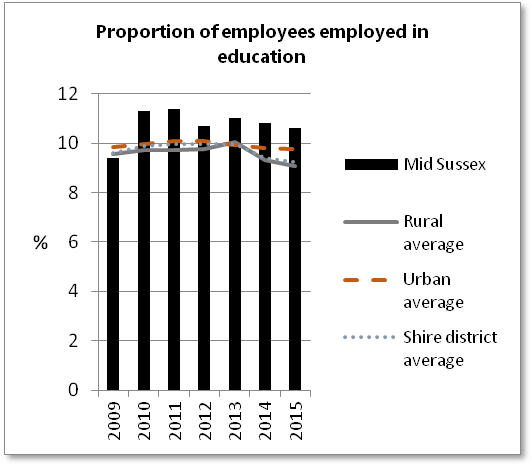 Proportion of employees employed in
education
12
10
8
6
4
2
0
%
2009
2010
2011
2012
2013
2014
2015
Mid Sussex
Rural
average
Urban
average
Shire district
average